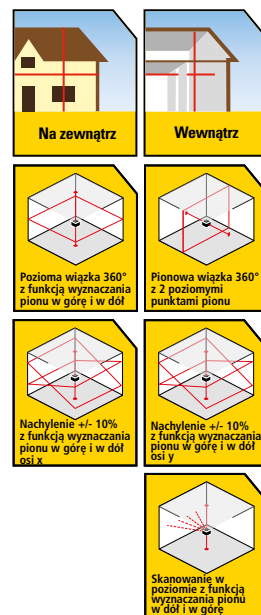 Na zewnątrz
Wewnątrz
Pozioma wiązka 360°
z funkcją wyznaczania
pionu w górę i w dół
Pionowa wiązka 360°
z 2 poziomymi
punktami pionu
Nachylenie +/- 10%
z funkcją wyznaczania
pionu w górę i w dół
osi x
Nachylenie +/- 10%
z funkcją wyznaczania
pionu w górę i w dół
osi y
Skanowanie w
poziomie z funkcją
wyznaczania pionu
w dół i w górę